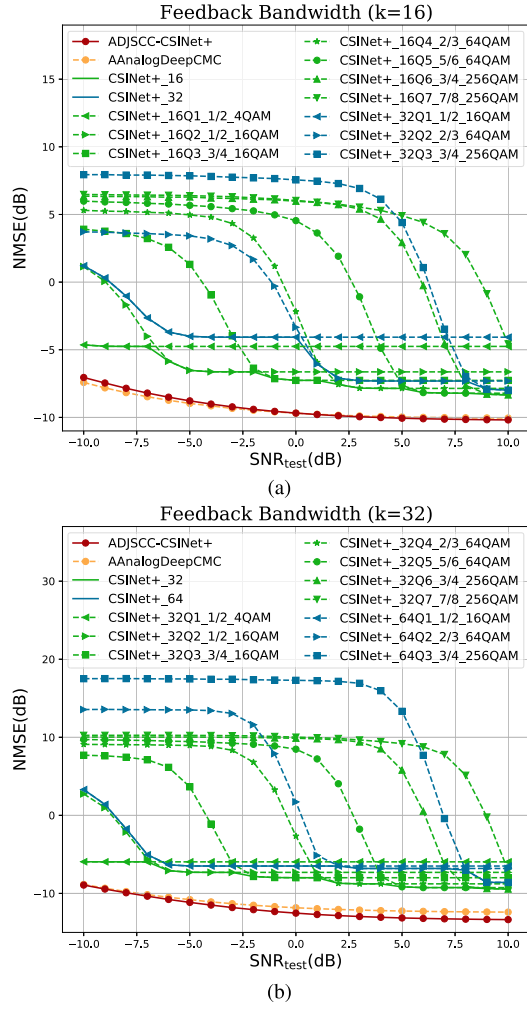 Feedback Bandwidth (k=16)
ADJSCC-CSINet+
AAnalogDeepCMC
CSINet+_16
CSINet+_32
CSINet+_16Q1_1/2_4QAM
CSINet+_16Q2_1/2_16QAM
CSINet+_16Q3_3/4_16QAM
CSINet+_16Q4_2/3_64QAM
CSINet+_16Q5_5/6_64QAM
CSINet+_16Q6_3/4_256QAM
CSINet+_16Q7_7/8_256QAM
CSINet+_32Q1_1/2_16QAM
CSINet+_32Q2_2/3_64QAM
CSINet+_32Q3_3/4_256QAM
NMSE(dB)
15
10
5
0
−5
−10
−10.0 −7.5 −5.0 −2.5 0.0 2.5 5.0 7.5 10.0
SNRtest(dB)
(a)
Feedback Bandwidth (k=32)
ADJSCC-CSINet+
AAnalogDeepCMC
CSINet+_32
CSINet+_64
CSINet+_32Q1_1/2_4QAM
CSINet+_32Q2_1/2_16QAM
CSINet+_32Q3_3/4_16QAM
CSINet+_32Q4_2/3_64QAM
CSINet+_32Q5_5/6_64QAM
CSINet+_32Q6_3/4_256QAM
CSINet+_32Q7_7/8_256QAM
CSINet+_64Q1_1/2_16QAM
CSINet+_64Q2_2/3_64QAM
CSINet+_64Q3_3/4_256QAM
NMSE(dB)
30
20
10
0
−10
−10.0 −7.5 −5.0 −2.5 0.0 2.5 5.0 7.5 10.0
SNRtest(dB)
(b)